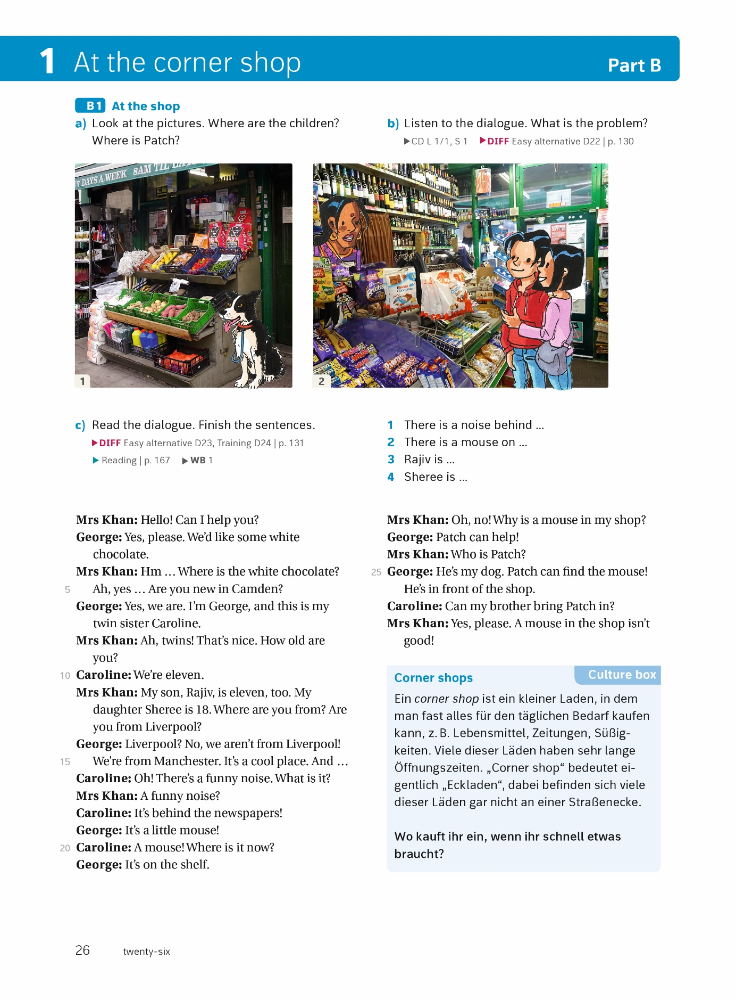 1 At the corner shop
Part B
B1 At the shop
a) Look at the pictures. Where are the children?
Where is Patch?
b) Listen to the dialogue. What is the problem?
▶CD L 1/1, S 1 ▶DIFF Easy alternative D22 | p. 130
7 DAYS A WEEK 8AM TIL
OPEN
1
Eclairs
Kinder
Chocolate
Wispa
Picnic
2
c) Read the dialogue. Finish the sentences.
▶DIFF Easy alternative D23, Training D24 | p. 131
▶ Reading | p. 167 ▶ WB 1
1 There is a noise behind …
2 There is a mouse on …
3 Rajiv is …
4 Sheree is …
Mrs Khan: Hello! Can I help you?
George: Yes, please. We’d like some white
chocolate.
Mrs Khan: Hm … Where is the white chocolate?
5 Ah, yes … Are you new in Camden?
George: Yes, we are. I’m George, and this is my
twin sister Caroline.
Mrs Khan: Ah, twins! That’s nice. How old are
you?
10 Caroline: We’re eleven.
Mrs Khan: My son, Rajiv, is eleven, too. My
daughter Sheree is 18. Where are you from? Are
you from Liverpool?
George: Liverpool? No, we aren’t from Liverpool!
15 We’re from Manchester. It’s a cool place. And …
Caroline: Oh! There’s a funny noise. What is it?
Mrs Khan: A funny noise?
Caroline: It’s behind the newspapers!
George: It’s a little mouse!
20 Caroline: A mouse! Where is it now?
George: It’s on the shelf.
Mrs Khan: Oh, no! Why is a mouse in my shop?
George: Patch can help!
Mrs Khan: Who is Patch?
25 George: He’s my dog. Patch can find the mouse!
He’s in front of the shop.
Caroline: Can my brother bring Patch in?
Mrs Khan: Yes, please. A mouse in the shop isn’t
good!
Culture box
Corner shops
Ein corner shop ist ein kleiner Laden, in dem
man fast alles für den täglichen Bedarf kaufen
kann, z. B. Lebensmittel, Zeitungen, Süßig-
keiten. Viele dieser Läden haben sehr lange
Öffnungszeiten. „Corner shop“ bedeutet ei-
gentlich „Eckladen“, dabei befinden sich viele
dieser Läden gar nicht an einer Straßenecke.
Wo kauft ihr ein, wenn ihr schnell etwas
braucht?
26 twenty-six